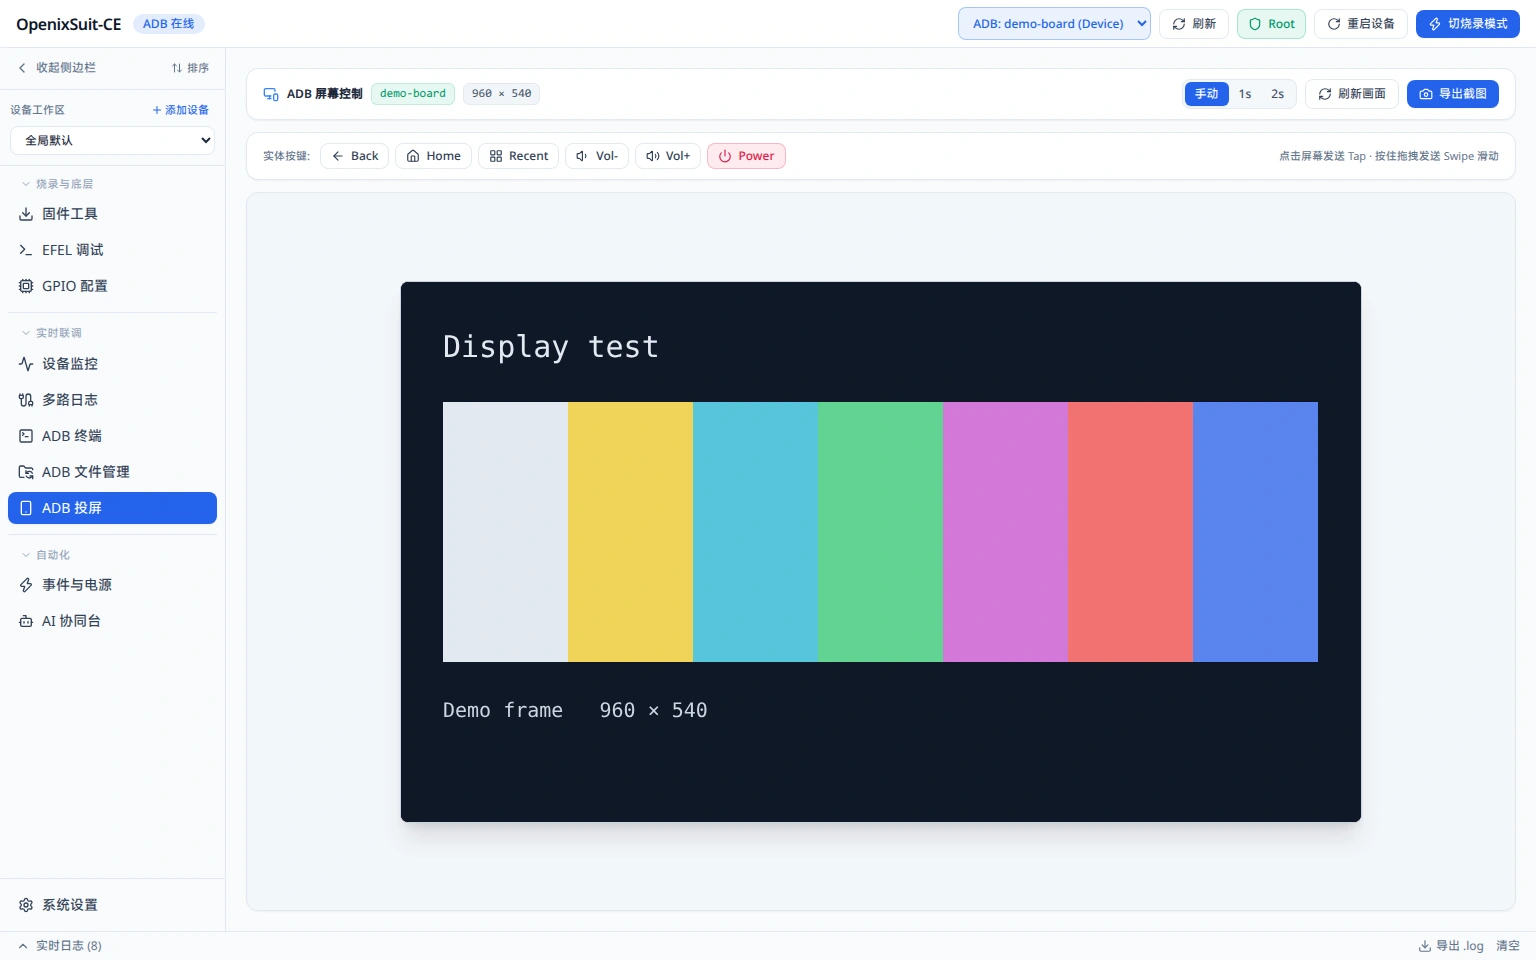 OpenixSuit-CE ADB 在线 ADB: demo-board (Device) 刷新 Root 重启设备 切烧录模式
收起侧边栏 排序
设备工作区 + 添加设备
全局默认
烧录与底层
固件工具
EFEL 调试
GPIO 配置
实时联调
设备监控
多路日志
ADB 终端
ADB 文件管理
ADB 投屏
自动化
事件与电源
AI 协同台
系统设置
ADB 屏幕控制 demo-board 960 × 540 手动 1s 2s 刷新画面 导出截图
实体按键: Back Home Recent Vol- Vol+ Power 点击屏幕发送 Tap · 按住拖拽发送 Swipe 滑动
Display test
Demo frame 960 × 540
实时日志 (8) 导出 .log 清空